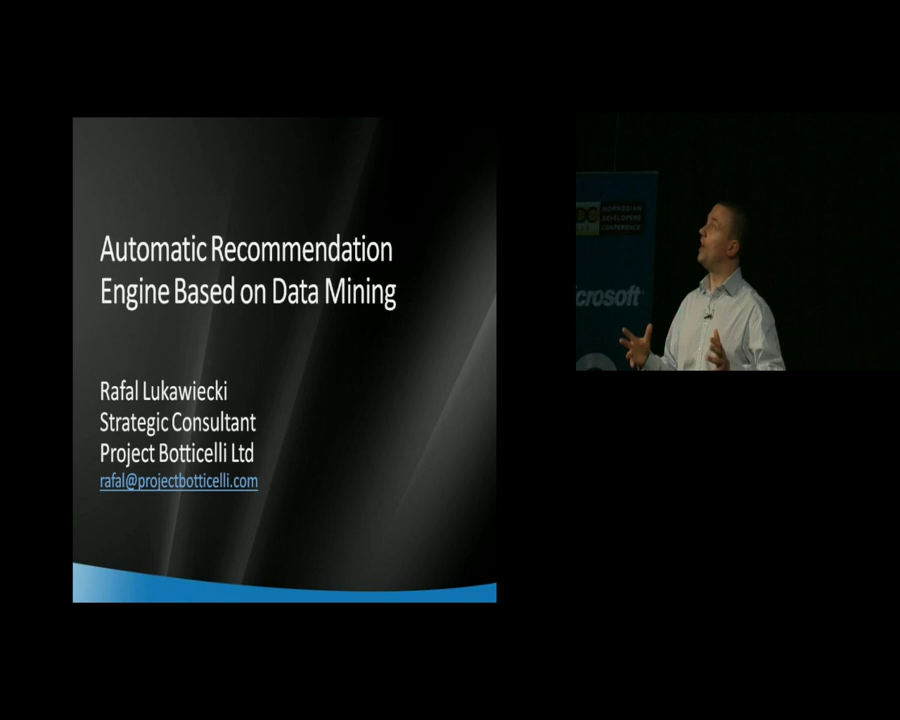 Automatic Recommendation
Engine Based on Data Mining
Rafal Lukawiecki
Strategic Consultant
Project Botticelli Ltd
rafal@projectbotticelli.com
NORWEGIAN
DEVELOPERS
CONFERENCE
crosoft